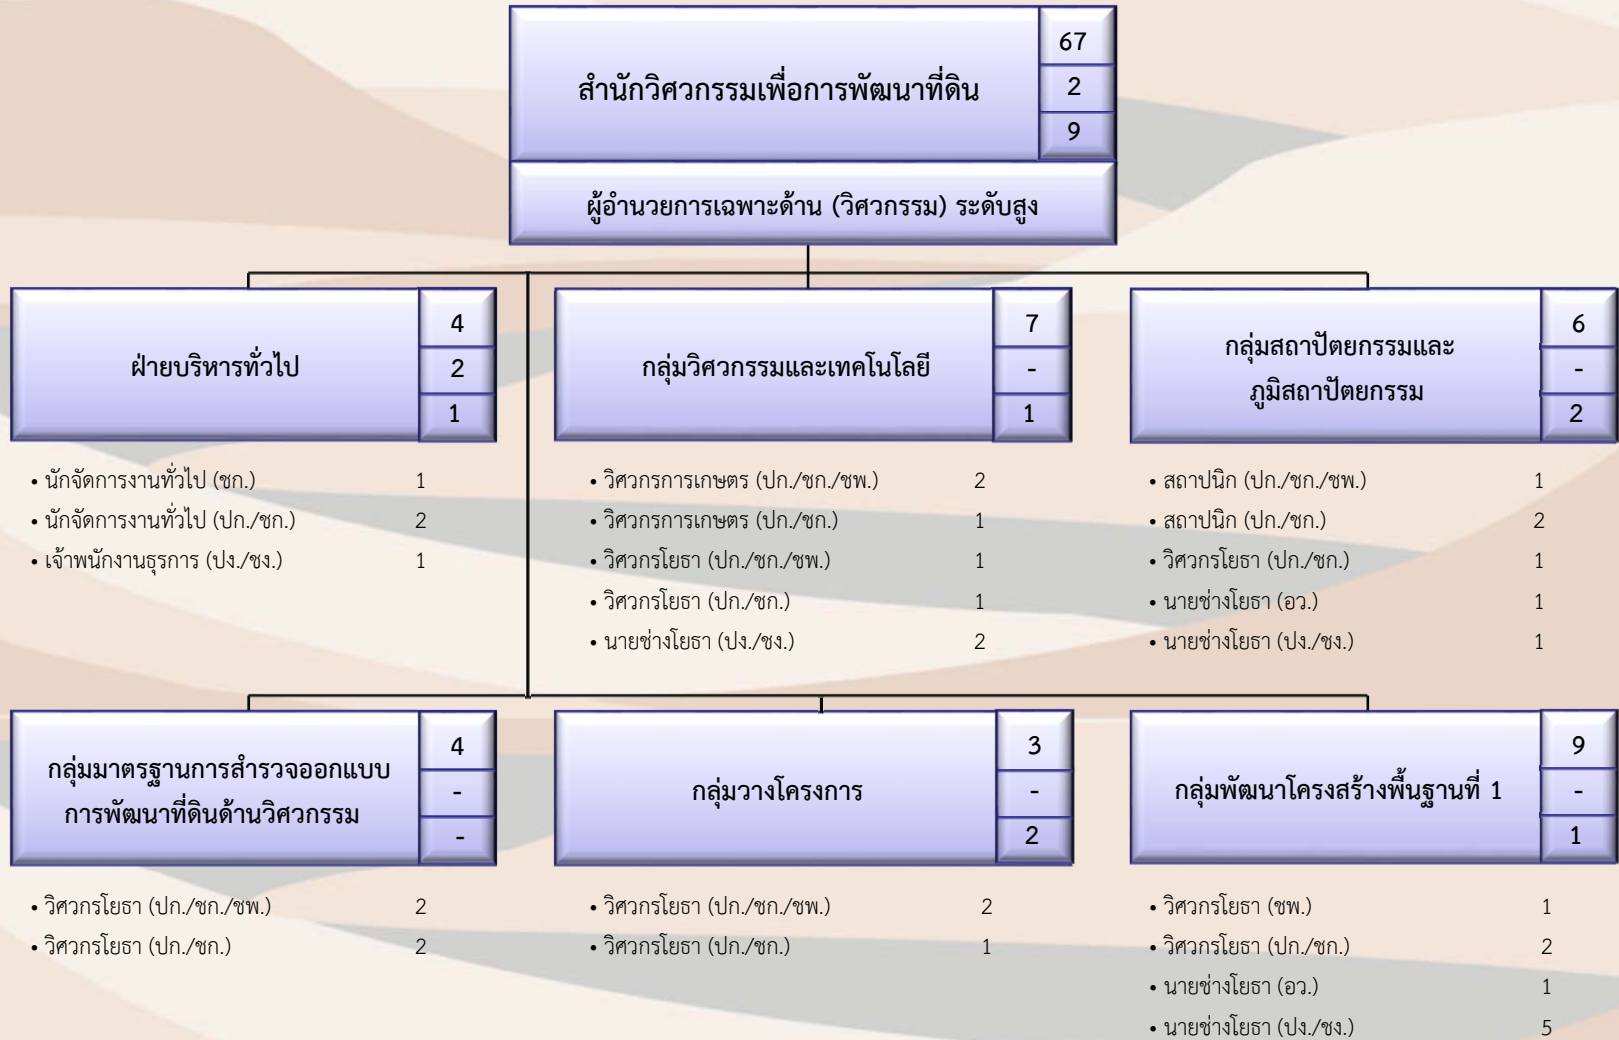 สำนักวิศวกรรมเพื่อการพัฒนาที่ดิน
67
2
9
ผู้อำนวยการเฉพาะด้าน (วิศวกรรม) ระดับสูง
ฝ่ายบริหารทั่วไป
4
2
1
• นักจัดการงานทั่วไป (ชก.) 1
• นักจัดการงานทั่วไป (ปก./ชก.) 2
• เจ้าพนักงานธุรการ (ปง./ชง.) 1
กลุ่มวิศวกรรมและเทคโนโลยี
7
-
1
• วิศวกรการเกษตร (ปก./ชก./ชพ.) 2
• วิศวกรการเกษตร (ปก./ชก.) 1
• วิศวกรโยธา (ปก./ชก./ชพ.) 1
• วิศวกรโยธา (ปก./ชก.) 1
• นายช่างโยธา (ปง./ชง.) 2
กลุ่มสถาปัตยกรรมและ
ภูมิสถาปัตยกรรม
6
-
2
• สถาปนิก (ปก./ชก./ชพ.) 1
• สถาปนิก (ปก./ชก.) 2
• วิศวกรโยธา (ปก./ชก.) 1
• นายช่างโยธา (อว.) 1
• นายช่างโยธา (ปง./ชง.) 1
กลุ่มมาตรฐานการสำรวจออกแบบ
การพัฒนาที่ดินด้านวิศวกรรม
4
-
-
• วิศวกรโยธา (ปก./ชก./ชพ.) 2
• วิศวกรโยธา (ปก./ชก.) 2
กลุ่มวางโครงการ
3
-
2
• วิศวกรโยธา (ปก./ชก./ชพ.) 2
• วิศวกรโยธา (ปก./ชก.) 1
กลุ่มพัฒนาโครงสร้างพื้นฐานที่ 1
9
-
1
• วิศวกรโยธา (ชพ.) 1
• วิศวกรโยธา (ปก./ชก.) 2
• นายช่างโยธา (อว.) 1
• นายช่างโยธา (ปง./ชง.) 5